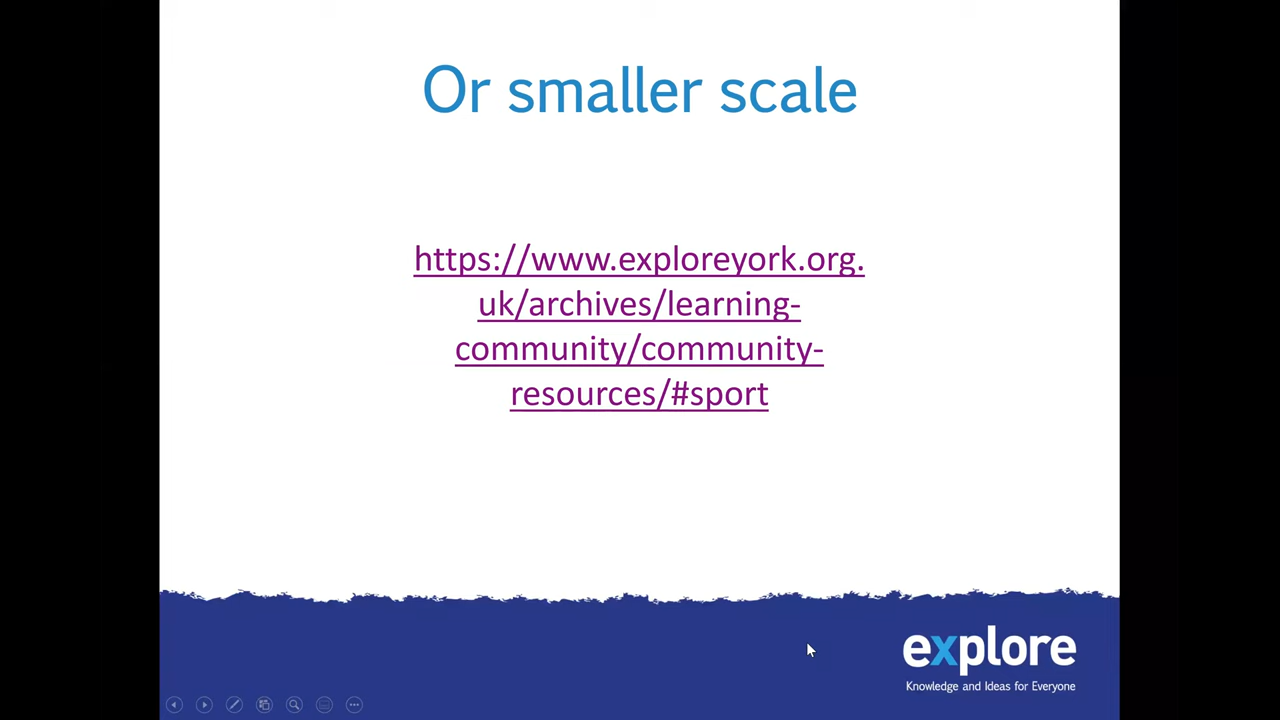 Or smaller scale
https://www.exploreyork.org.
uk/archives/learning-
community/community-
resources/#sport
explore
Knowledge and Ideas for Everyone